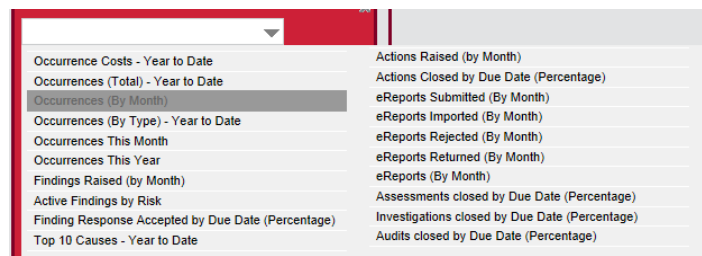 Occurrence Costs - Year to Date
Occurrences (Total) - Year to Date
Occurrences (By Month)
Occurrences (By Type) - Year to Date
Occurrences This Month
Occurrences This Year
Findings Raised (by Month)
Active Findings by Risk
Finding Response Accepted by Due Date (Percentage)
Top 10 Causes - Year to Date
Actions Raised (by Month)
Actions Closed by Due Date (Percentage)
eReports Submitted (By Month)
eReports Imported (By Month)
eReports Rejected (By Month)
eReports Returned (By Month)
eReports (By Month)
Assessments closed by Due Date (Percentage)
Investigations closed by Due Date (Percentage)
Audits closed by Due Date (Percentage)